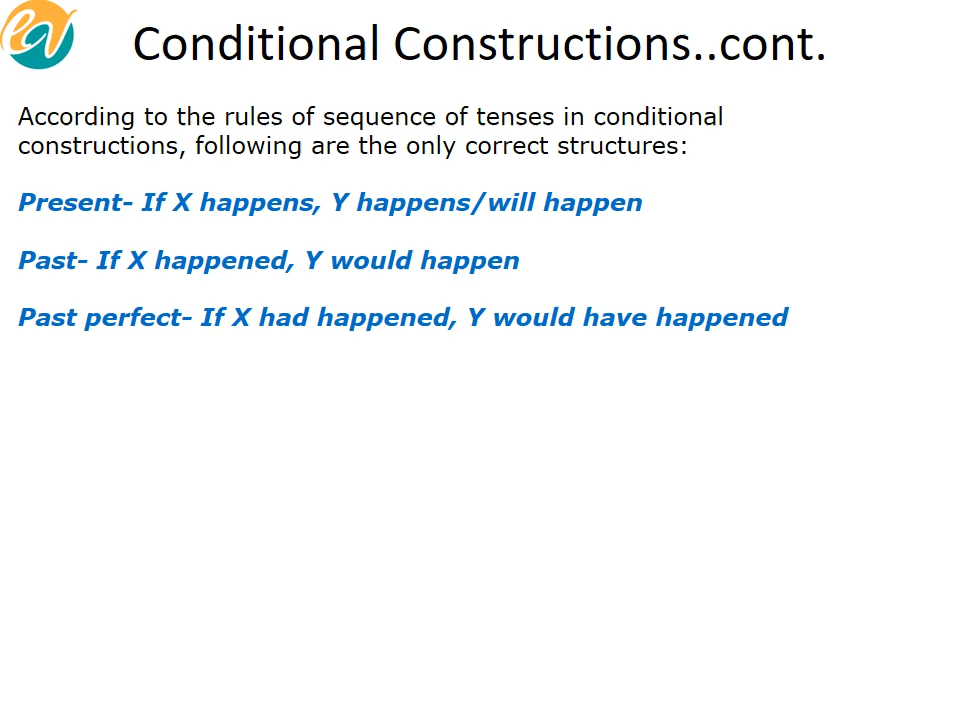 ev
Conditional Constructions..cont.
According to the rules of sequence of tenses in conditional
constructions, following are the only correct structures:
Present- If X happens, Y happens/will happen
Past- If X happened, Y would happen
Past perfect- If X had happened, Y would have happened